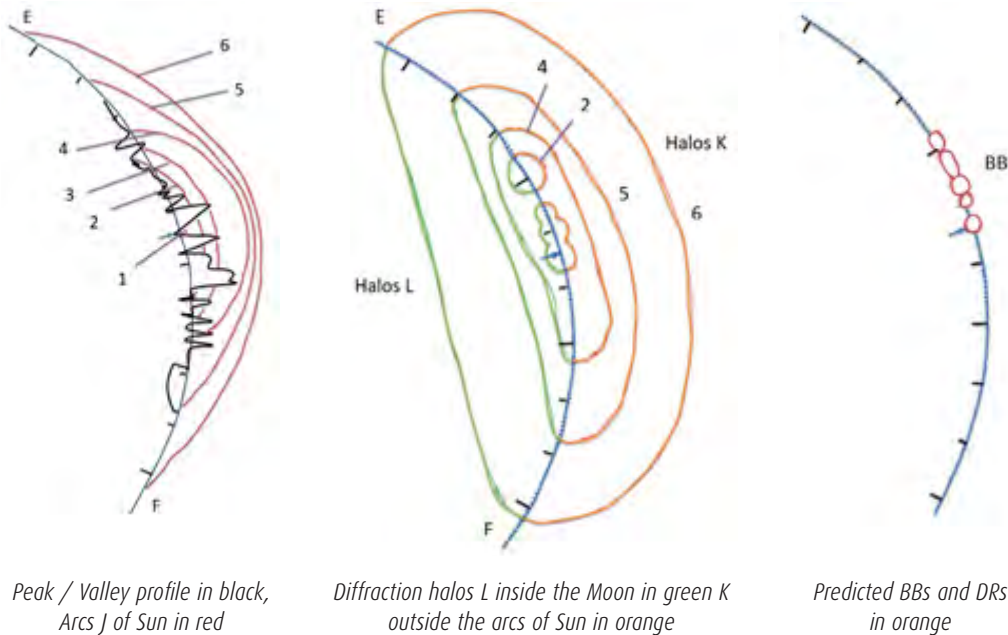 E
6
5
4
3
2
1
F
Peak / Valley profile in black,
Arcs J of Sun in red
E
4
2
Halos K
5
6
Halos L
F
Diffraction halos L inside the Moon in green K
outside the arcs of Sun in orange
BB
Predicted BBs and DRs
in orange